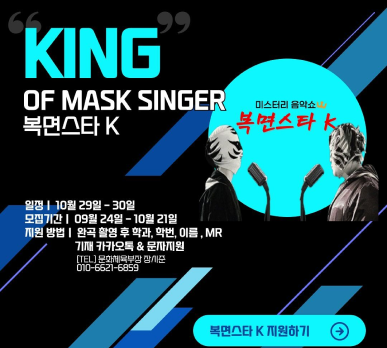 “KING”
OF MASK SINGER
복면스타 K
미스터리 음악쇼
복면스타 K
일정ㅣ 10월 29일 - 30일
모집기간ㅣ 09월 24일 - 10월 21일
지원 방법ㅣ 완곡 촬영 후 학과, 학번, 이름 , MR
기재 카카오톡 & 문자지원
[TEL] 문화체육부장 장시준
010-6621-6859
복면스타 K 지원하기